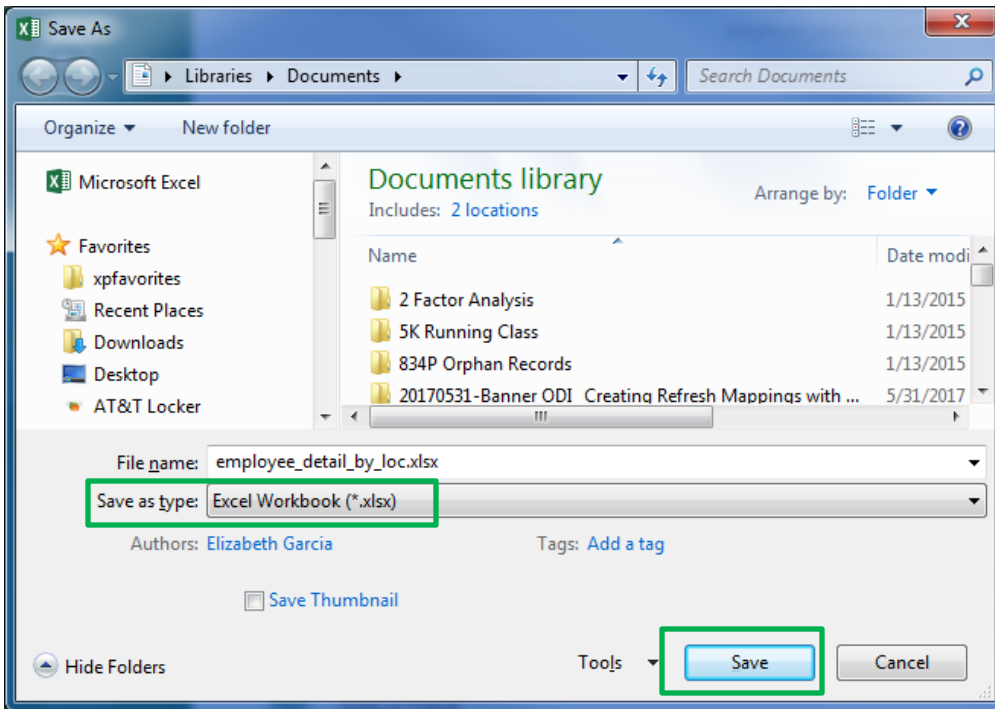 Save As
Libraries Documents Search Documents
Organize New folder
Microsoft Excel
Favorites
xpfavorites
Recent Places
Downloads
Desktop
AT&T Locker
Documents library
Includes: 2 locations
Arrange by: Folder
Name Date modi
2 Factor Analysis 1/13/2015
5K Running Class 1/13/2015
834P Orphan Records 1/13/2015
20170531-Banner ODI_Creating Refresh Mappings with ... 5/31/2017
File name: employee_detail_by_loc.xlsx
Save as type: Excel Workbook (*.xlsx)
Authors: Elizabeth Garcia Tags: Add a tag
Save Thumbnail
Hide Folders Tools Save Cancel